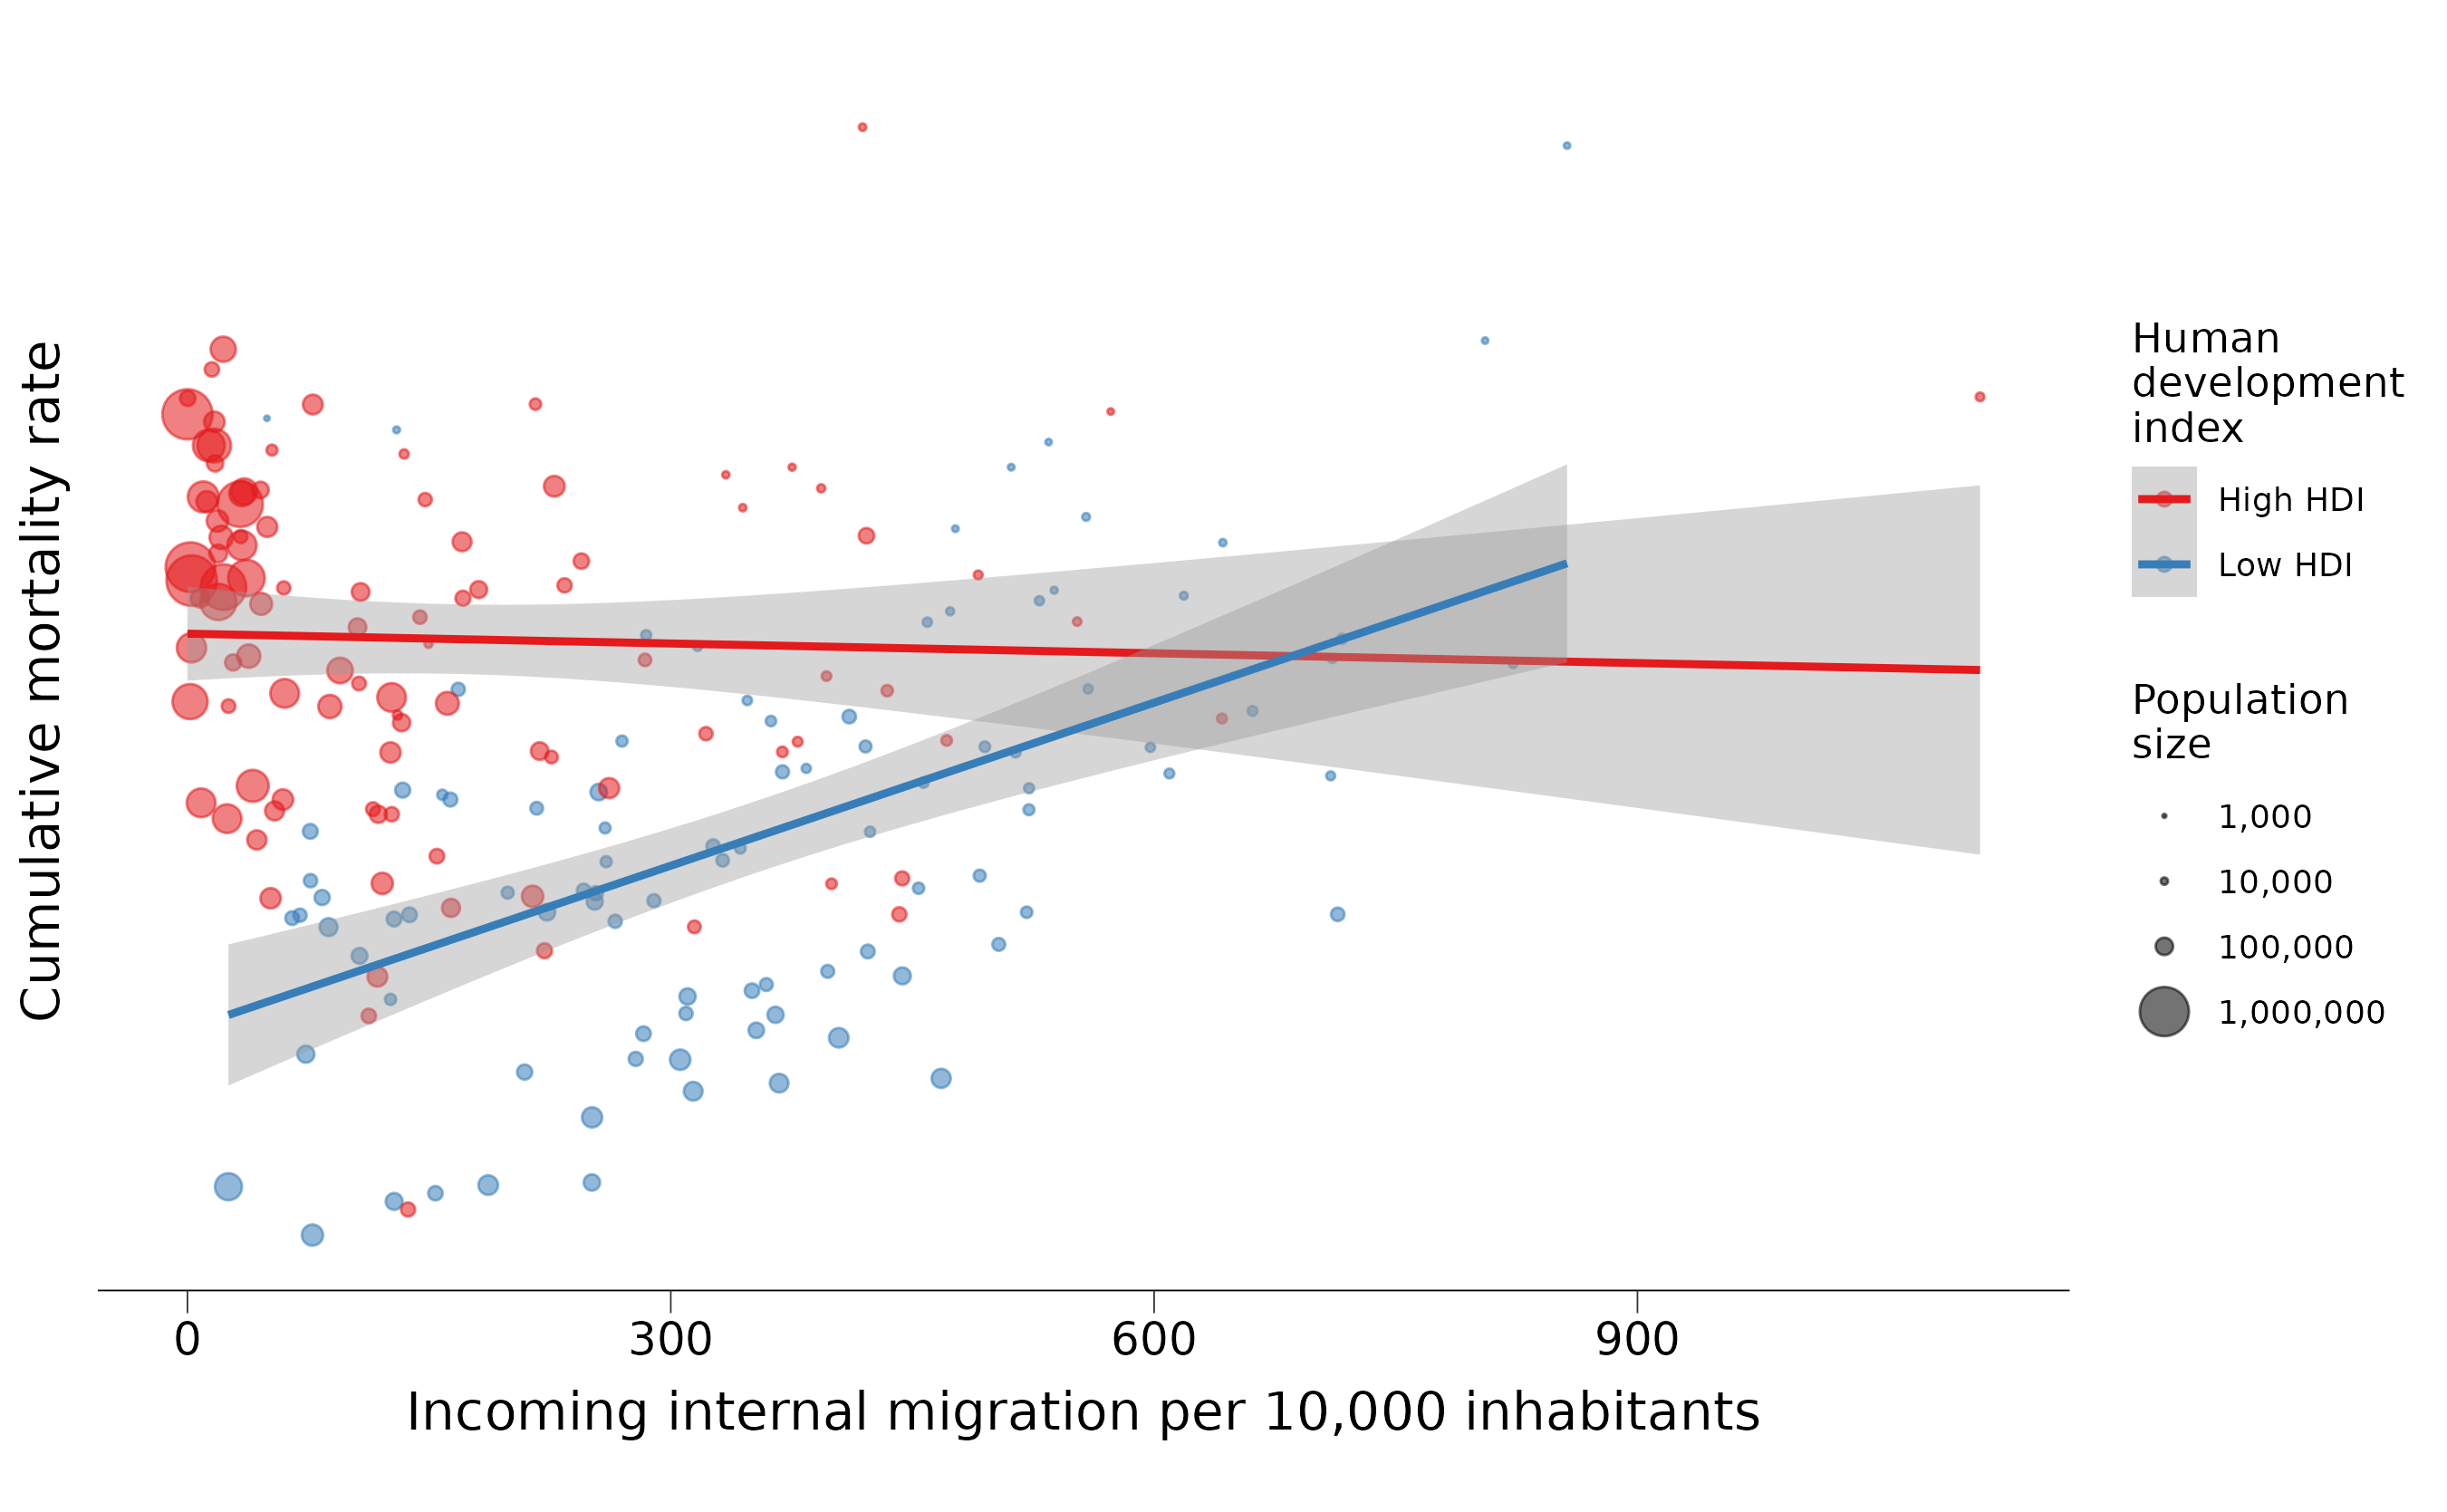 Cumulative mortality rate
0
300
600
900
Incoming internal migration per 10,000 inhabitants
Human
development
index
High HDI
Low HDI
Population
size
1,000
10,000
100,000
1,000,000